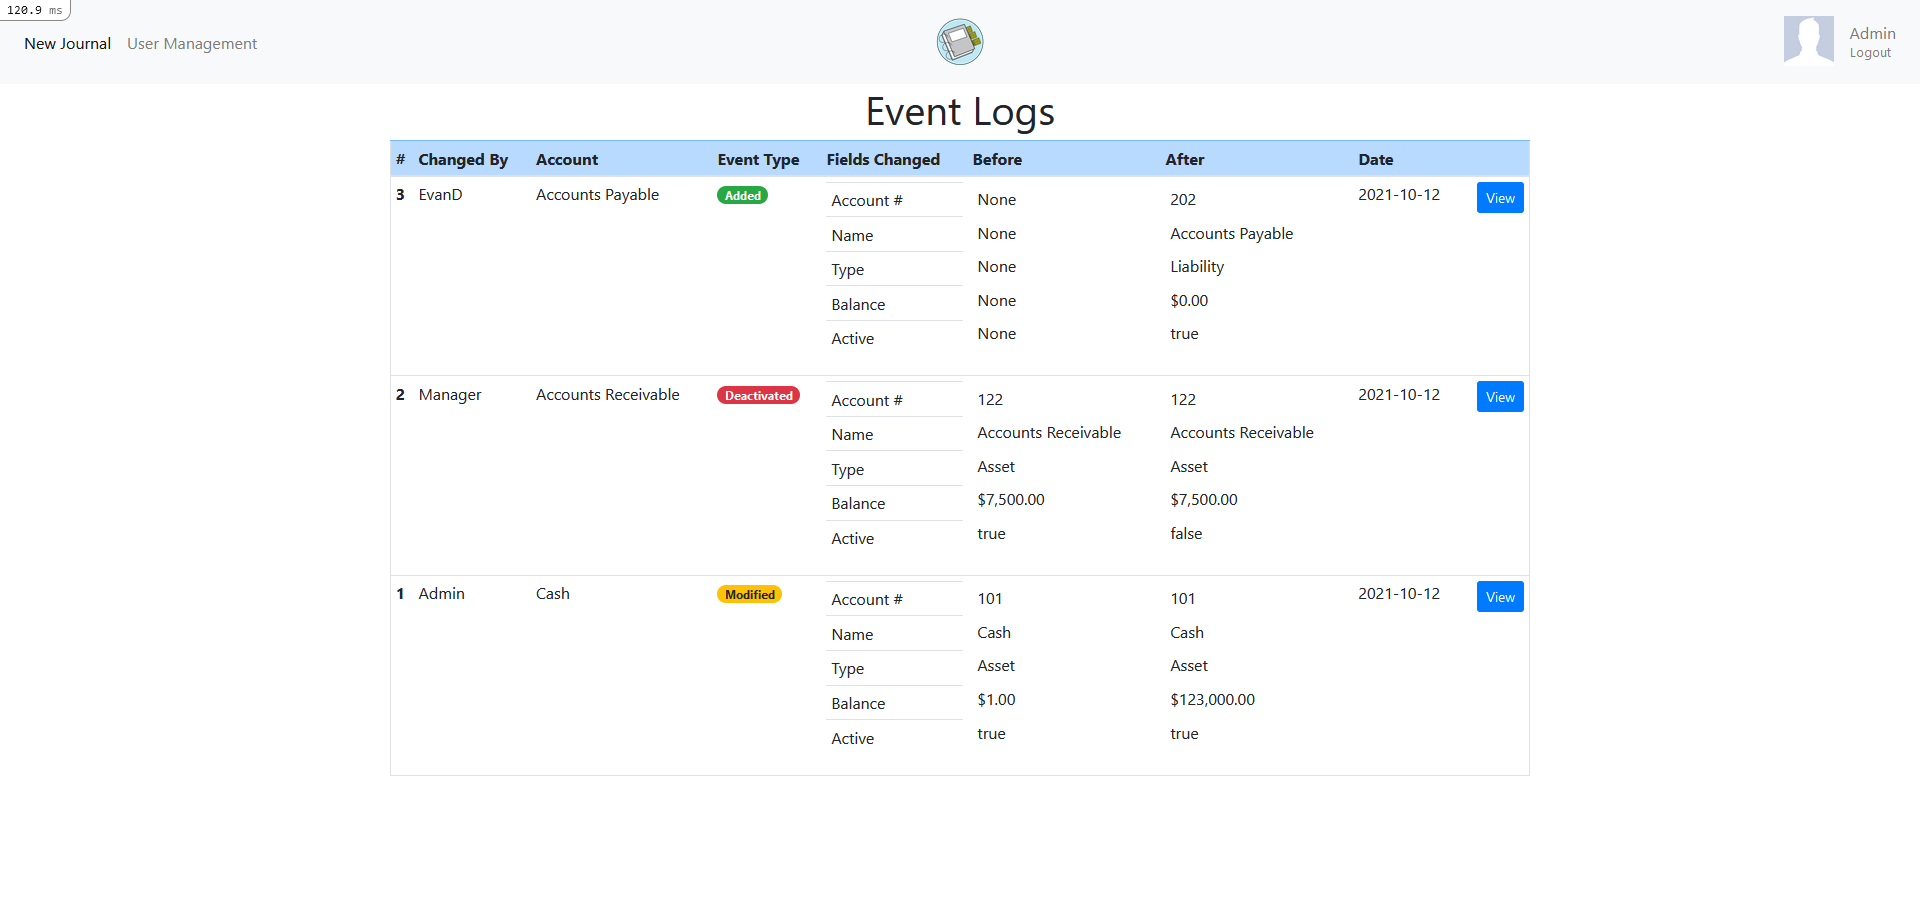 120.9 ms
New Journal User Management
Admin
Logout
Event Logs
# Changed By Account Event Type Fields Changed Before After Date
3 EvanD Accounts Payable Added Account # None 202 2021-10-12 View
Name None Accounts Payable
Type None Liability
Balance None $0.00
Active None true
2 Manager Accounts Receivable Deactivated Account # 122 122 2021-10-12 View
Name Accounts Receivable Accounts Receivable
Type Asset Asset
Balance $7,500.00 $7,500.00
Active true false
1 Admin Cash Modified Account # 101 101 2021-10-12 View
Name Cash Cash
Type Asset Asset
Balance $1.00 $123,000.00
Active true true